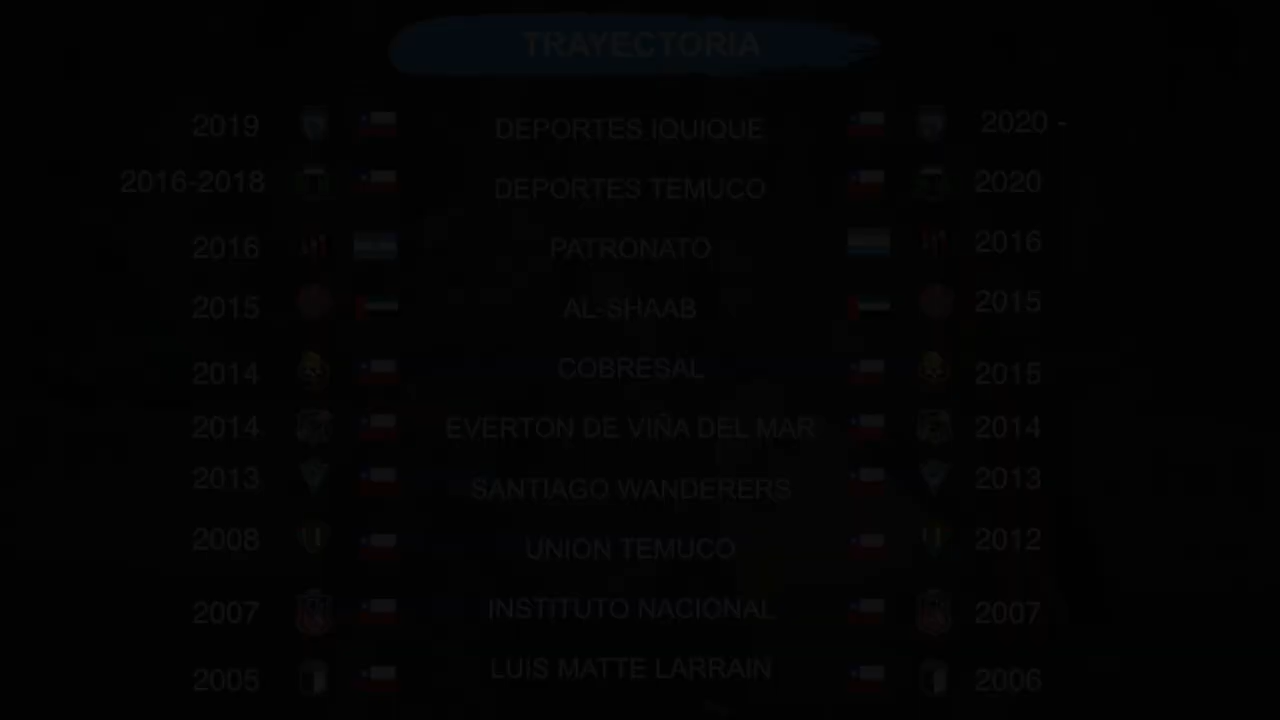 TRAYECTORIA
2019 DEPORTES IQUIQUE 2020 -
2016-2018 DEPORTES TEMUCO 2020
2016 PATRONATO 2016
2015 AL-SHAAB 2015
2014 COBRESAL 2015
2014 EVERTON DE VIÑA DEL MAR 2014
2013 SANTIAGO WANDERERS 2013
2008 UNION TEMUCO 2012
2007 INSTITUTO NACIONAL 2007
2005 LUIS MATTE LARRAIN 2006